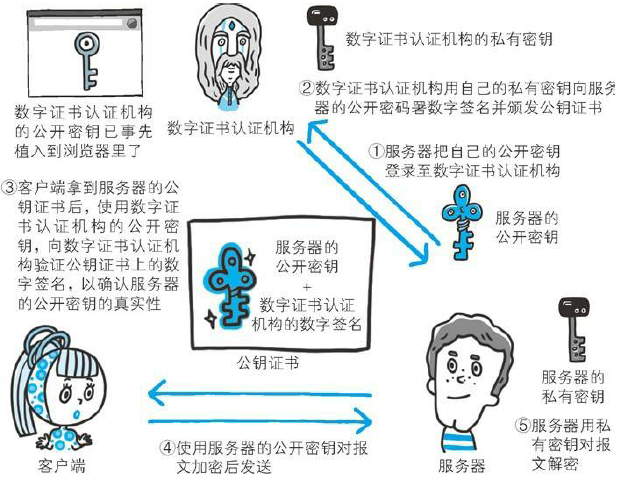 数字证书认证机构的私有密钥
②数字证书认证机构用自己的私有密钥向服务
器的公开密码署数字签名并颁发公钥证书
数字证书认证机构
的公开密钥已事先
植入到浏览器里了
数字证书认证机构
①服务器把自己的公开密钥
登录至数字证书认证机构
③客户端拿到服务器的公
钥证书后，使用数字证
书认证机构的公开密
钥，向数字证书认证机
构验证公钥证书上的数
字签名，以确认服务器
的公开密钥的真实性
服务器的
公开密钥
服务器的
公开密钥
+
数字证书认证
机构的数字签名
公钥证书
服务器的
私有密钥
④使用服务器的公开密钥对报
文加密后发送
⑤服务器用私
有密钥对报
文解密
客户端
服务器